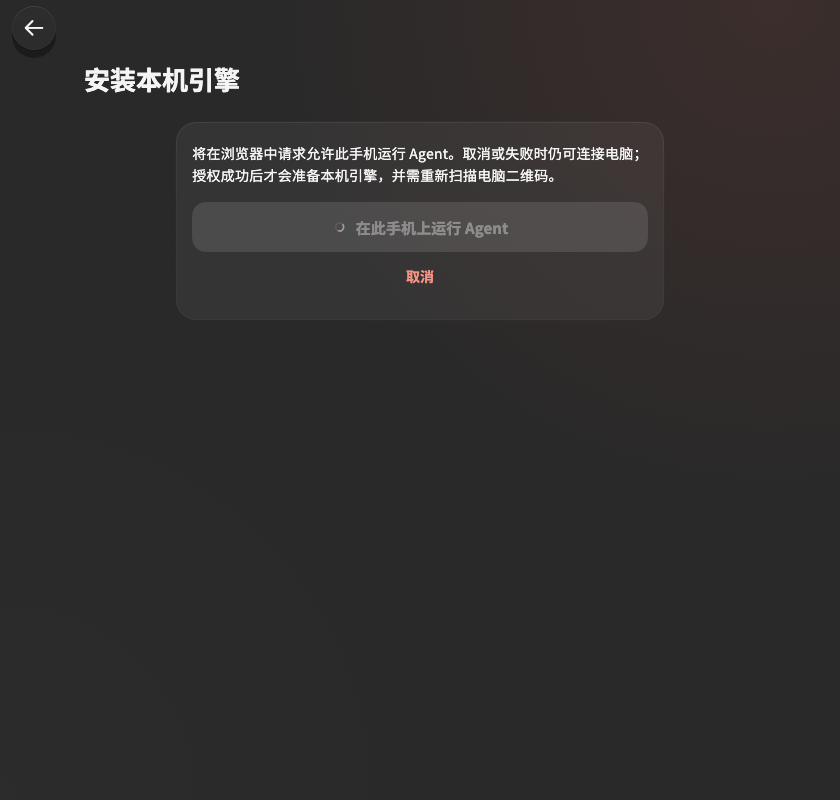 安装本机引擎
将在浏览器中请求允许此手机运行 Agent。取消或失败时仍可连接电脑；
授权成功后才会准备本机引擎，并需重新扫描电脑二维码。
在此手机上运行 Agent
取消